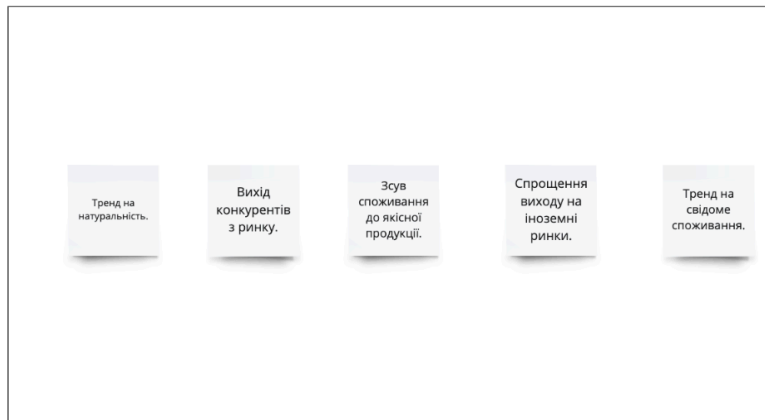 Тренд на
натуральність.
Вихід
конкурентів
з ринку.
Зсув
споживання
до якісної
продукції.
Спрощення
виходу на
іноземні
ринки.
Тренд на
свідоме
споживання.